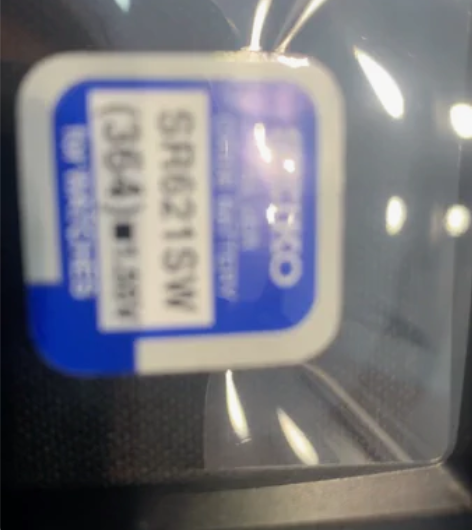 SEIKO
SR621SW
(364) ■1.55V
for WATCHES